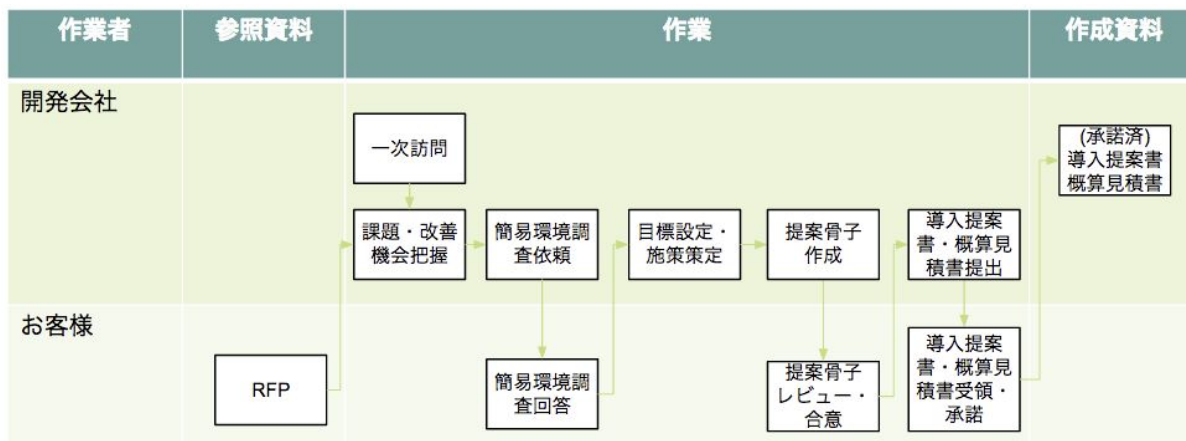 作業者
参照資料
作業
作成資料
開発会社
一次訪問
(承諾済)
導入提案書
概算見積書
課題・改善
機会把握
簡易環境調
査依頼
目標設定・
施策策定
提案骨子
作成
導入提案
書・概算見
積書提出
お客様
RFP
簡易環境調
査回答
提案骨子
レビュー・
合意
導入提案
書・概算見
積書受領・
承諾